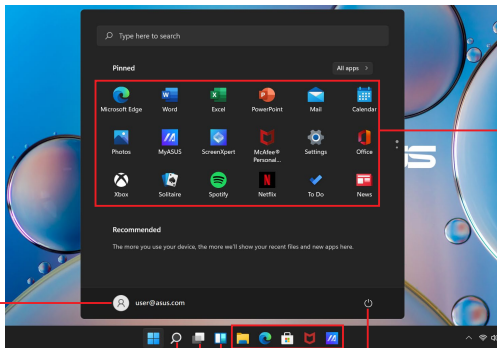 Type here to search
Pinned
All apps >
Microsoft Edge
Word
Excel
PowerPoint
Mail
Calendar
Photos
MyASUS
ScreenXpert
McAfee®
Personal...
Settings
Office
Xbox
Solitaire
Spotify
Netflix
To Do
News
Recommended
The more you use your device, the more we'll show your recent files and new apps here.
user@asus.com